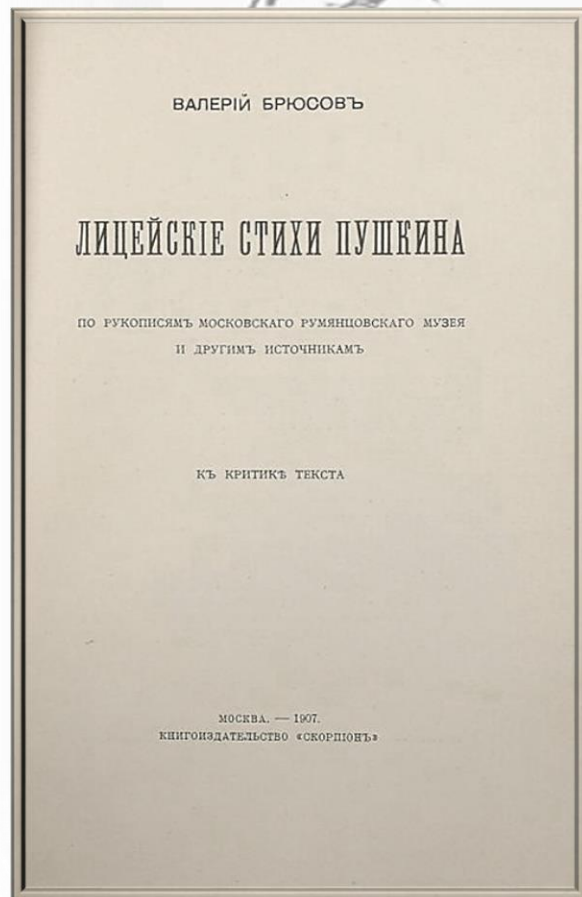 ВАЛЕРІЙ БРЮСОВЪ
ЛИЦЕЙСКІЕ СТИХИ ПУШКИНА
ПО РУКОПИСЯМЪ МОСКОВСКАГО РУМЯНЦОВСКАГО МУЗЕЯ
И ДРУГИМЪ ИСТОЧНИКАМЪ
КЪ КРИТИКѢ ТЕКСТА
МОСКВА. — 1907.
КНИГОИЗДАТЕЛЬСТВО «СКОРПІОНЪ»